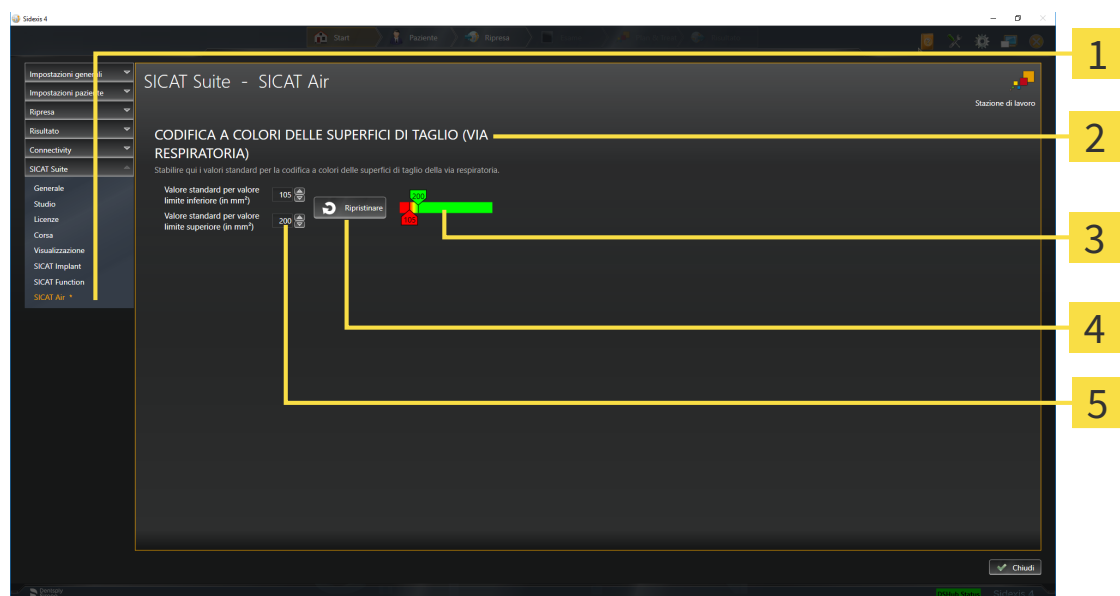 Sidexis 4
Start
Paziente
Ripresa
1
Impostazioni generali
Impostazioni paziente
Ripresa
Risultato
Connectivity
SICAT Suite
Generale
Studio
Licenze
Corsa
Visualizzazione
SICAT Implant
SICAT Function
SICAT Air *
SICAT Suite - SICAT Air
Stazione di lavoro
CODIFICA A COLORI DELLE SUPERFICI DI TAGLIO (VIA
RESPIRATORIA)
2
Stabilire qui i valori standard per la codifica a colori delle superfici di taglio della via respiratoria.
Valore standard per valore
limite inferiore (in mm²)
105
Valore standard per valore
limite superiore (in mm²)
200
Ripristinare
200
105
3
4
5
Chiudi
Sidexis 4